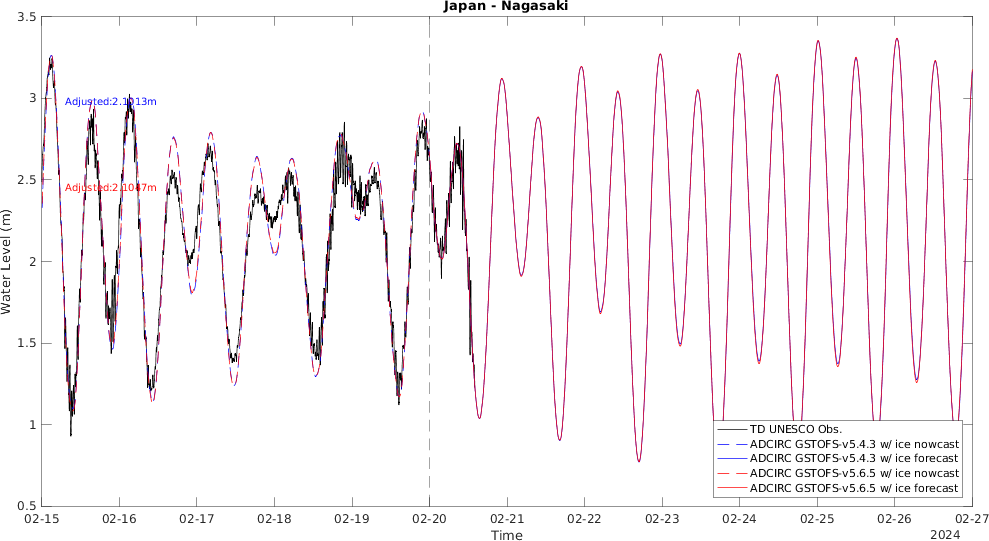 Japan - Nagasaki
Water Level (m)
3.5
3
2.5
2
1.5
1
0.5
Adjusted:2.1013m
Adjusted:2.1047m
TD UNESCO Obs.
ADCIRC GSTOFS-v5.4.3 w/ ice nowcast
ADCIRC GSTOFS-v5.4.3 w/ ice forecast
ADCIRC GSTOFS-v5.6.5 w/ ice nowcast
ADCIRC GSTOFS-v5.6.5 w/ ice forecast
02-15 02-16 02-17 02-18 02-19 02-20 02-21 02-22 02-23 02-24 02-25 02-26 02-27
Time
2024